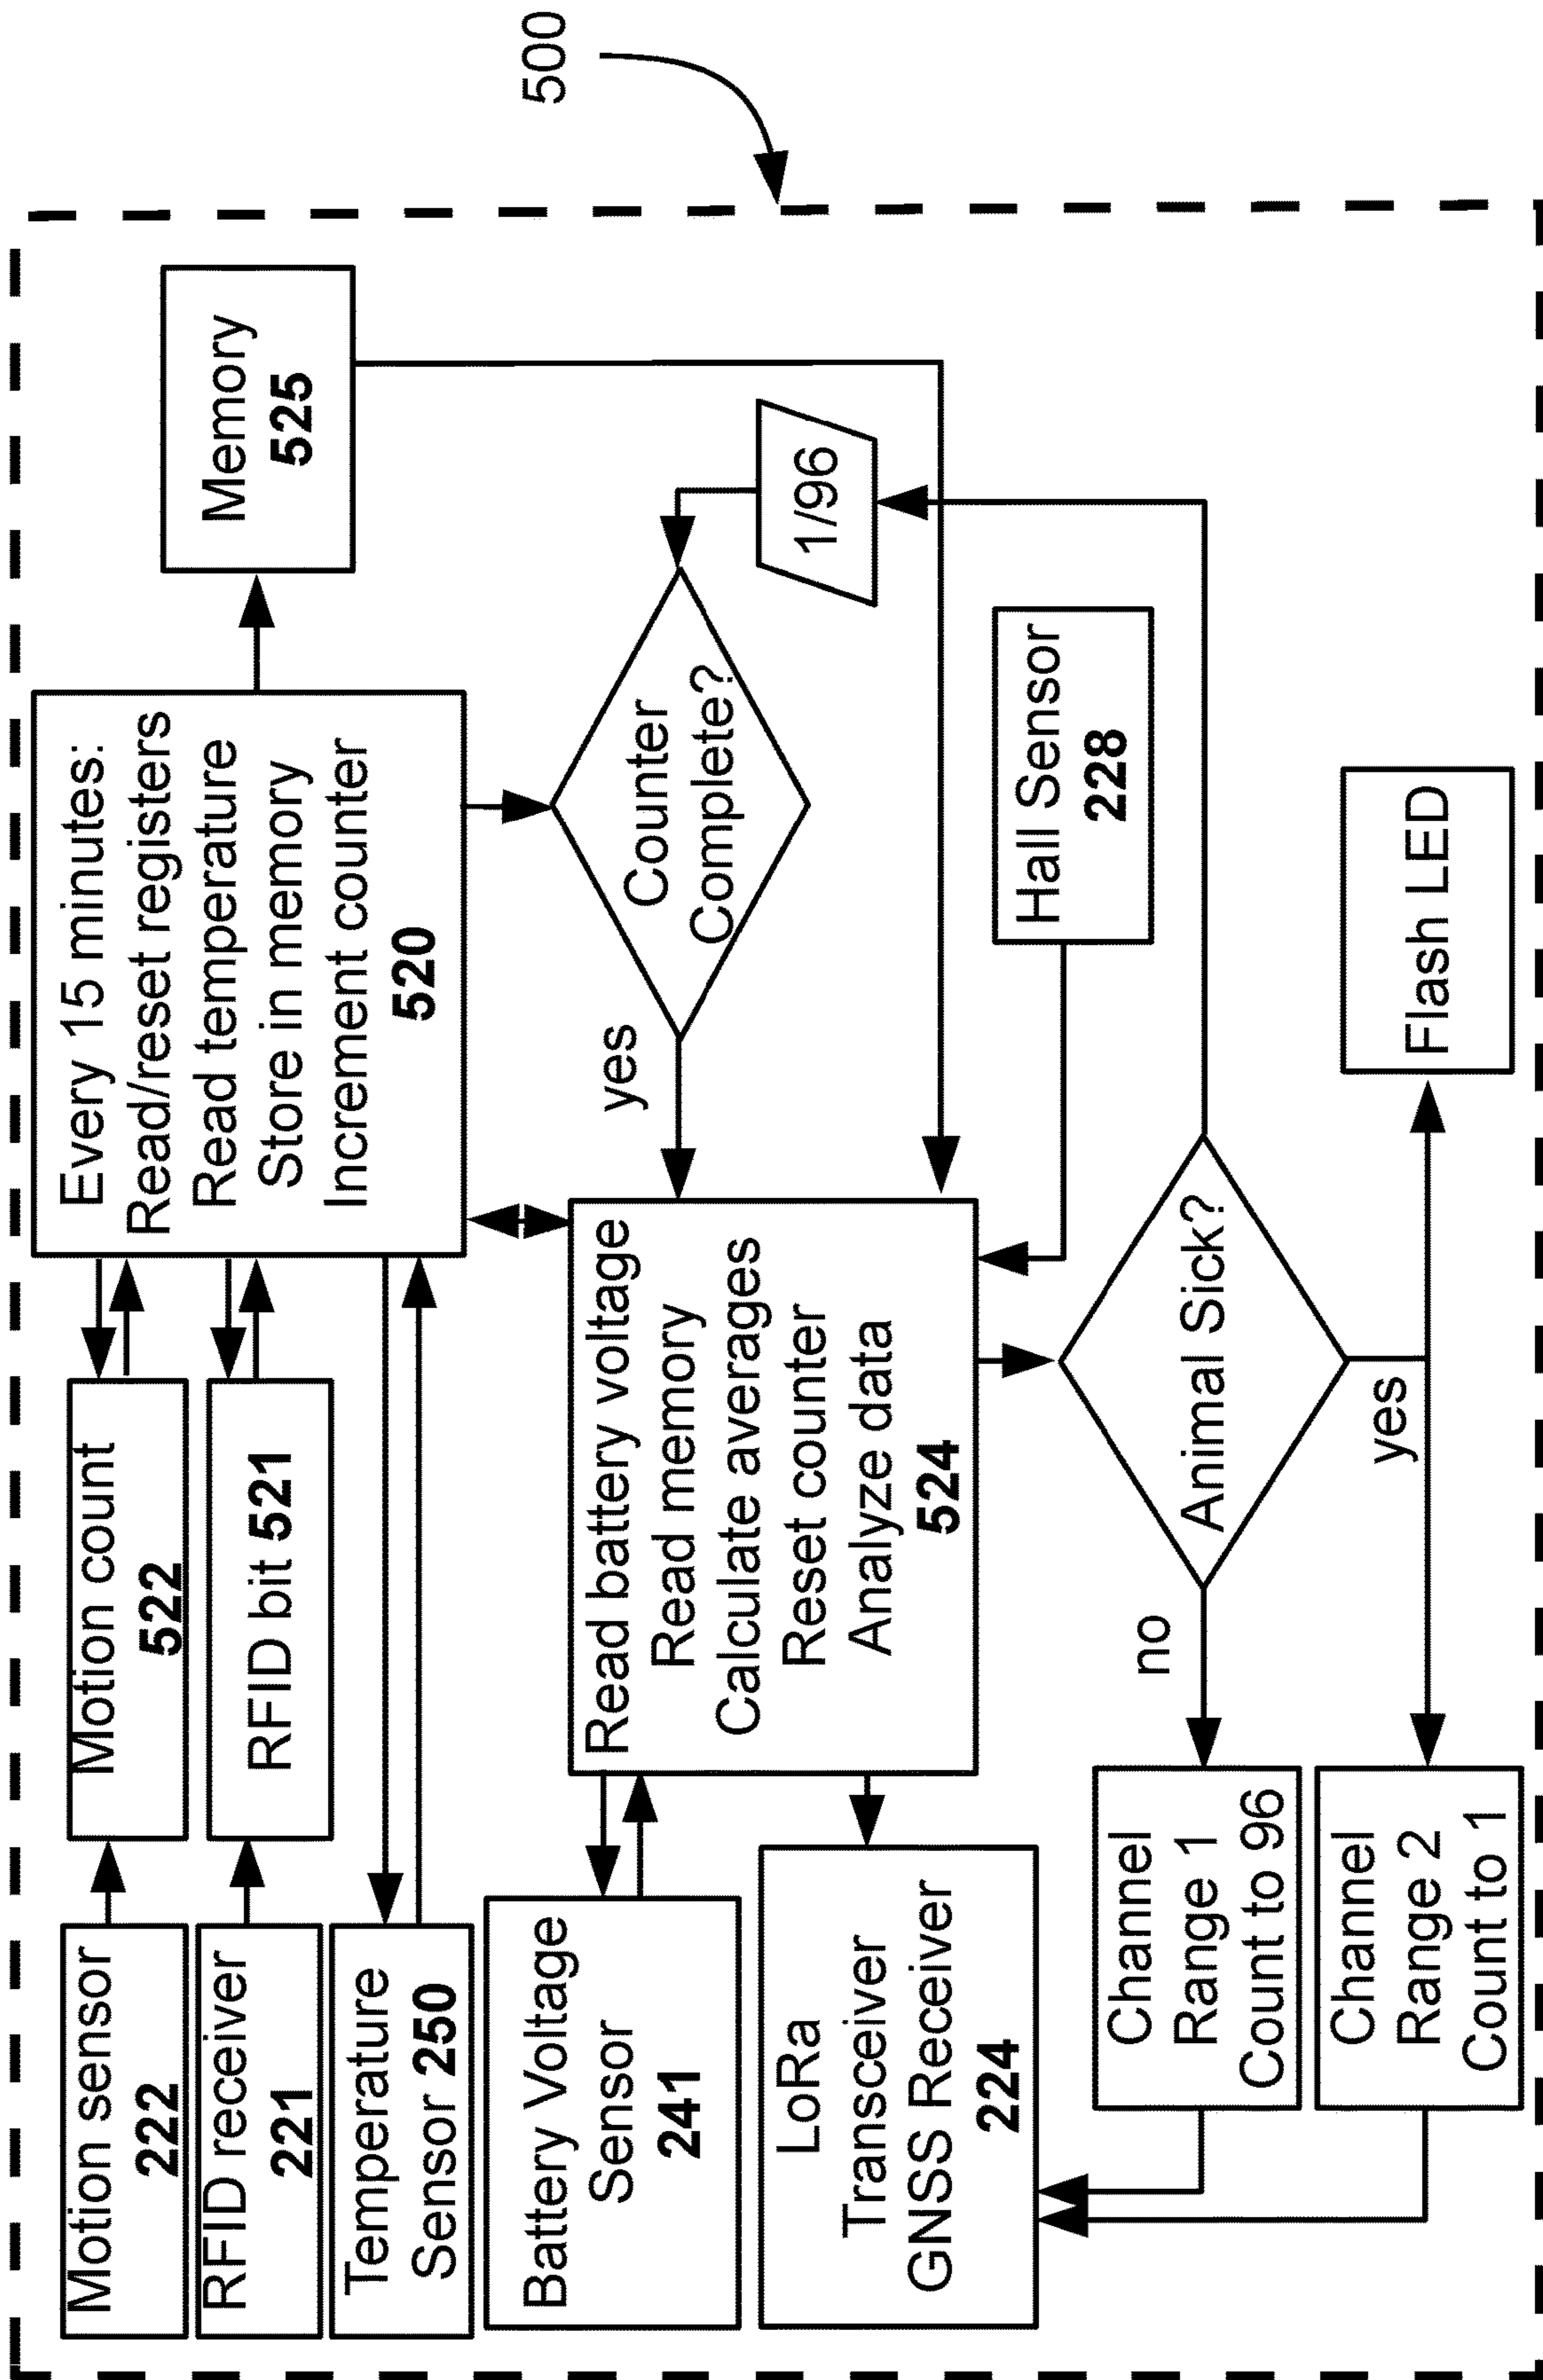 500
Motion sensor
222
Motion count
522
Every 15 minutes:
Read/reset registers
Read temperature
Store in memory
Increment counter
520
Memory
525
RFID receiver
221
RFID bit 521
Temperature
Sensor 250
Battery Voltage
Sensor
241
Read battery voltage
Read memory
Calculate averages
Reset counter
Analyze data
524
yes
Counter
Complete?
1/96
LoRa
Transceiver
GNSS Receiver
224
Hall Sensor
228
Channel
Range 1
Count to 96
no
Animal Sick?
Channel
Range 2
Count to 1
yes
Flash LED